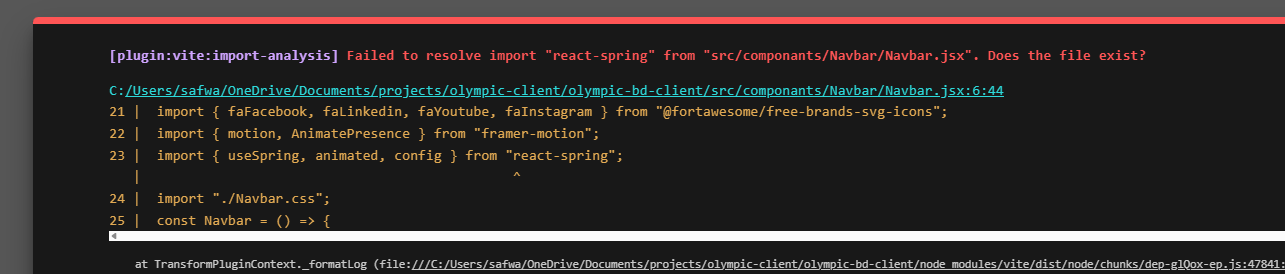 [plugin:vite:import-analysis] Failed to resolve import "react-spring" from "src/componants/Navbar/Navbar.jsx". Does the file exist?
C:/Users/safwa/OneDrive/Documents/projects/olympic-client/olympic-bd-client/src/componants/Navbar/Navbar.jsx:6:44
21 |  import { faFacebook, faLinkedin, faYoutube, faInstagram } from "@fortawesome/free-brands-svg-icons";
22 |  import { motion, AnimatePresence } from "framer-motion";
23 |  import { useSpring, animated, config } from "react-spring";
   |                                               ^
24 |  import "./Navbar.css";
25 |  const Navbar = () => {
at TransformPluginContext._formatLog (file:///C:/Users/safwa/OneDrive/Documents/projects/olympic-client/olympic-bd-client/node_modules/vite/dist/node/chunks/dep-glQox-ep.js:47841